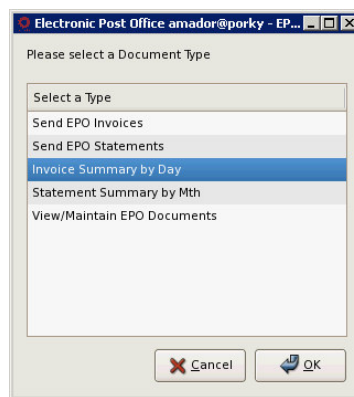 Electronic Post Office amador@porky - EP...
Please select a Document Type
Select a Type
Send EPO Invoices
Send EPO Statements
Invoice Summary by Day
Statement Summary by Mth
View/Maintain EPO Documents
Cancel
OK